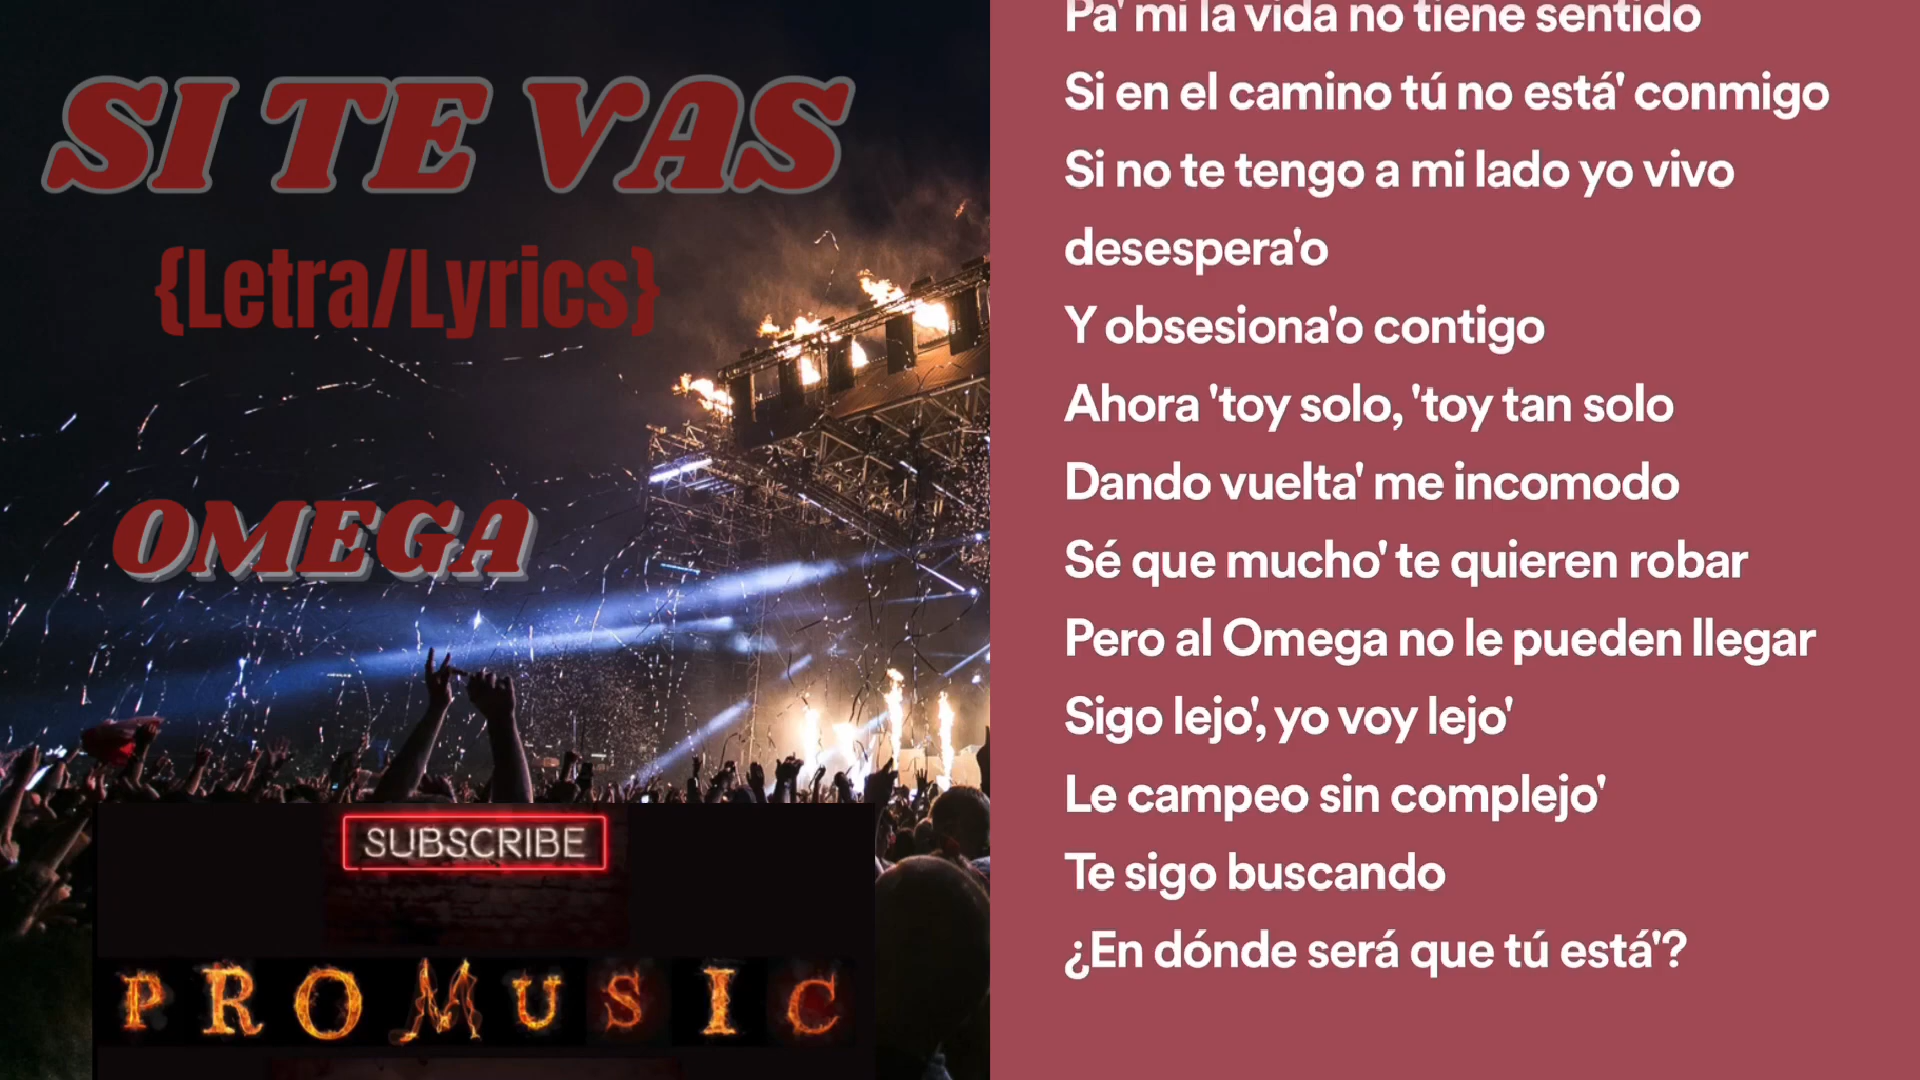 SI TE VAS
{Letra/Lyrics}
OMEGA
SUBSCRIBE
PROMUSIC
Pa' mi la vida no tiene sentido
Si en el camino tú no está' conmigo
Si no te tengo a mi lado yo vivo
desespera'o
Y obsesiona'o contigo
Ahora 'toy solo, 'toy tan solo
Dando vuelta' me incomodo
Sé que mucho' te quieren robar
Pero al Omega no le pueden llegar
Sigo lejo', yo voy lejo'
Le campeo sin complejo'
Te sigo buscando
¿En dónde será que tú está'?